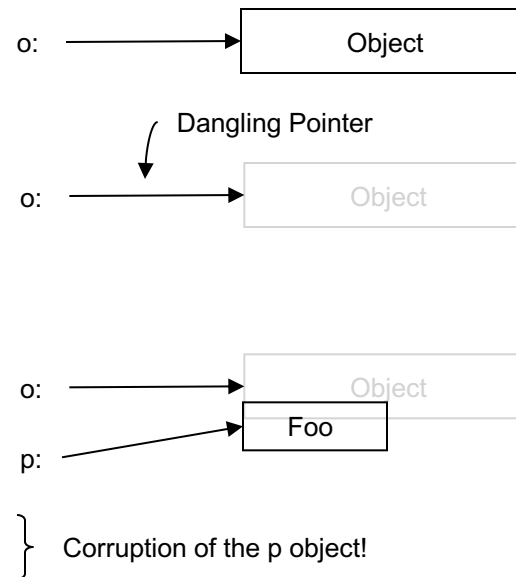 o: Object
Dangling Pointer
o: Object
o: Object
Foo
p:
Corruption of the p object!